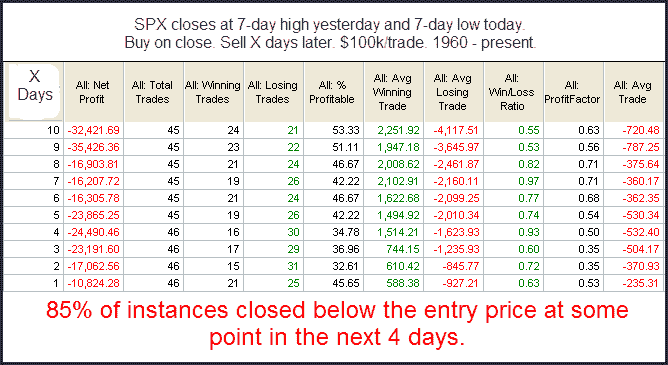 SPX closes at 7-day high yesterday and 7-day low today.
Buy on close. Sell X days later. $100k/trade. 1960 - present.
X Days All: Net Profit All: Total Trades All: Winning Trades All: Losing Trades All: % Profitable All: Avg Winning Trade All: Avg Losing Trade All: Win/Loss Ratio All: ProfitFactor All: Avg Trade
10 -32,421.69 45 24 21 53.33 2,251.92 -4,117.51 0.55 0.63 -720.48
9 -35,426.36 45 23 22 51.11 1,947.18 -3,645.97 0.53 0.56 -787.25
8 -16,903.81 45 21 24 46.67 2,008.62 -2,461.87 0.82 0.71 -375.64
7 -16,207.72 45 19 26 42.22 2,102.91 -2,160.11 0.97 0.71 -360.17
6 -16,305.78 45 21 24 46.67 1,622.68 -2,099.25 0.77 0.68 -362.35
5 -23,865.25 45 19 26 42.22 1,494.92 -2,010.34 0.74 0.54 -530.34
4 -24,490.46 46 16 30 34.78 1,514.21 -1,623.93 0.93 0.50 -532.40
3 -23,191.60 46 17 29 36.96 744.15 -1,235.93 0.60 0.35 -504.17
2 -17,062.56 46 15 31 32.61 610.42 -845.77 0.72 0.35 -370.93
1 -10,824.28 46 21 25 45.65 588.38 -927.21 0.63 0.53 -235.31
85% of instances closed below the entry price at some
point in the next 4 days.